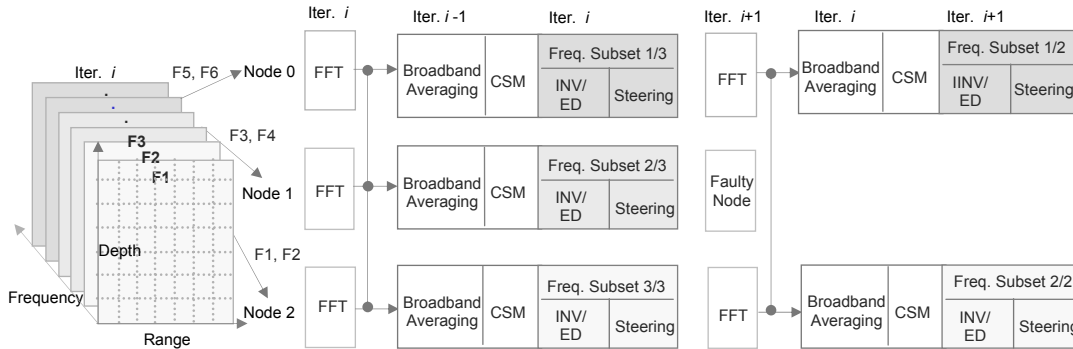 Iter. i
F5, F6
F3, F4
F1, F2
F3
F2
F1
Depth
Frequency
Range
Node 0
Node 1
Node 2
Iter. i
Iter. i-1
Iter. i
FFT
Broadband
Averaging
CSM
Freq. Subset 1/3
INV/
ED
Steering
FFT
Broadband
Averaging
CSM
Freq. Subset 2/3
INV/
ED
Steering
FFT
Broadband
Averaging
CSM
Freq. Subset 3/3
INV/
ED
Steering
Iter. i+1
Iter. i
Iter. i+1
FFT
Broadband
Averaging
CSM
Freq. Subset 1/2
IINV/
ED
Steering
Faulty
Node
FFT
Broadband
Averaging
CSM
Freq. Subset 2/2
INV/
ED
Steering